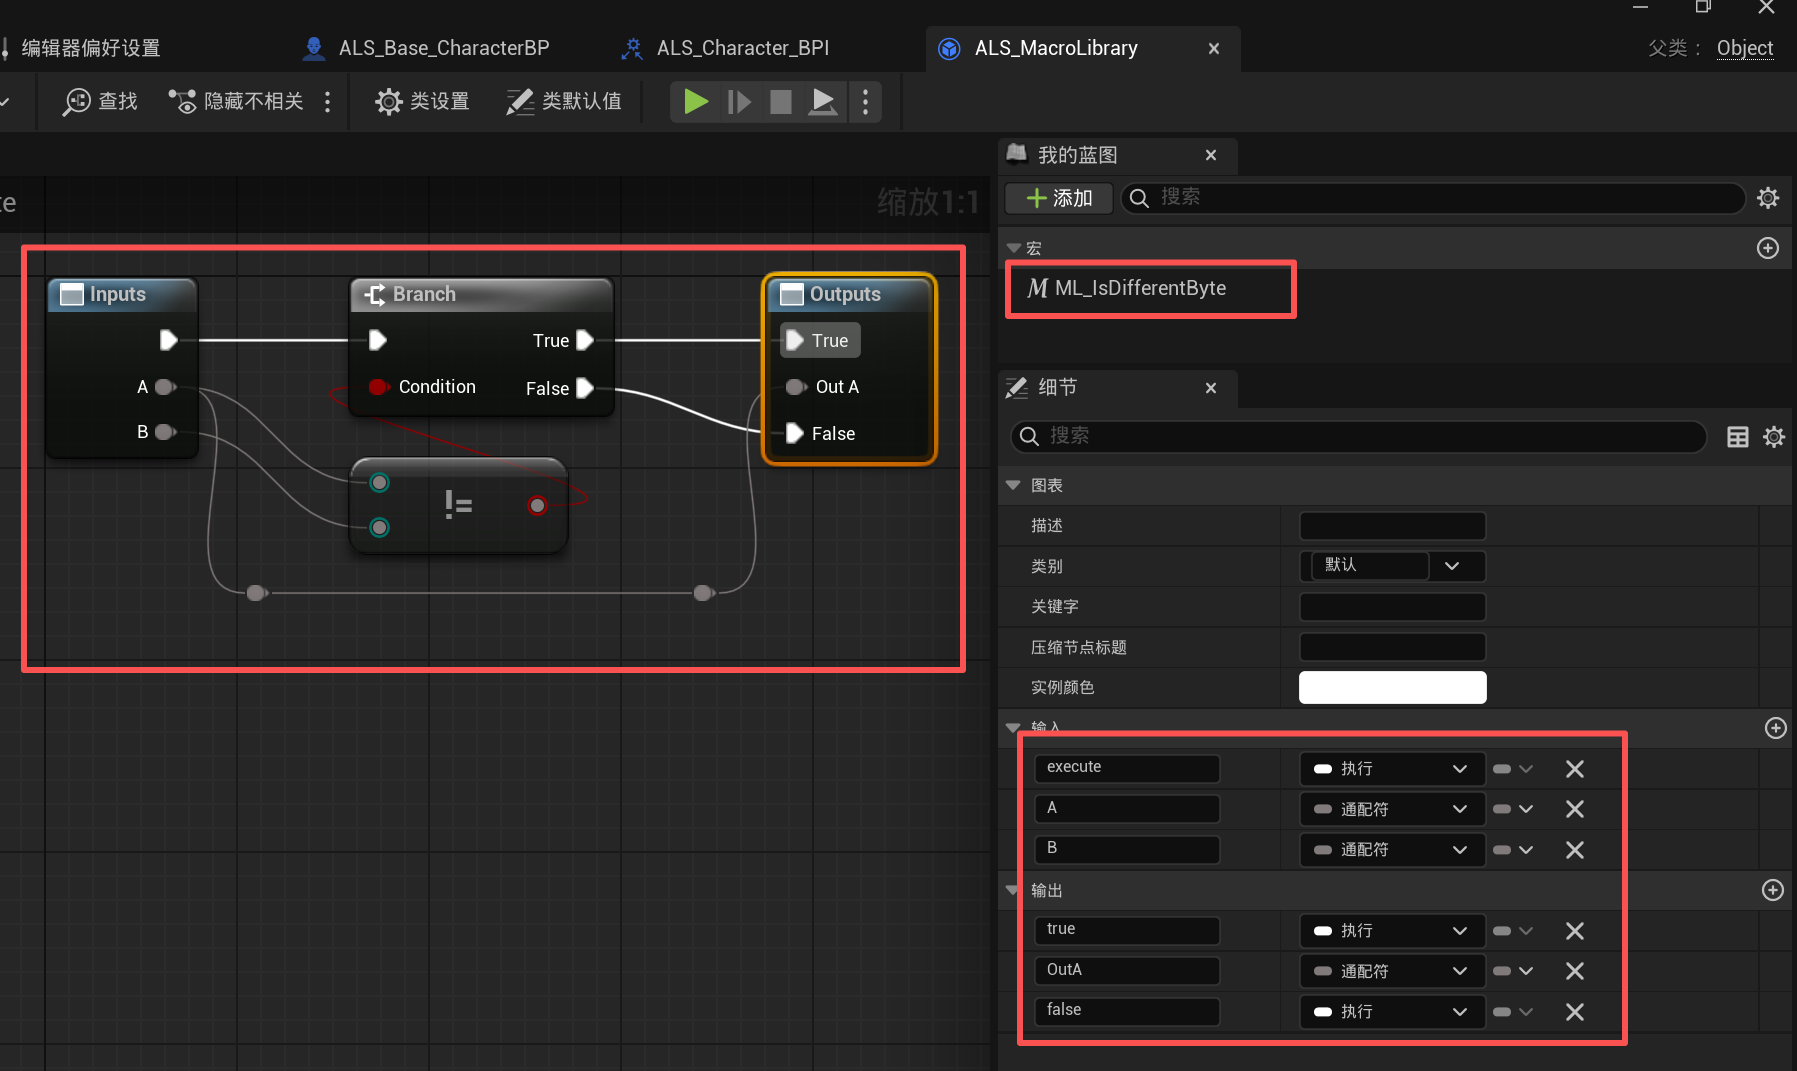 编辑器偏好设置
ALS_Base_CharacterBP
ALS_Character_BPI
ALS_MacroLibrary
父类：
Object
查找
隐藏不相关
类设置
类默认值
te
缩放1:1
Inputs
A
B
Branch
True
Condition
False
!=
Outputs
True
Out A
False
我的蓝图
添加
搜索
宏
ML_IsDifferentByte
细节
搜索
图表
描述
类别
默认
关键字
压缩节点标题
实例颜色
输入
execute
执行
A
通配符
B
通配符
输出
true
执行
OutA
通配符
false
执行